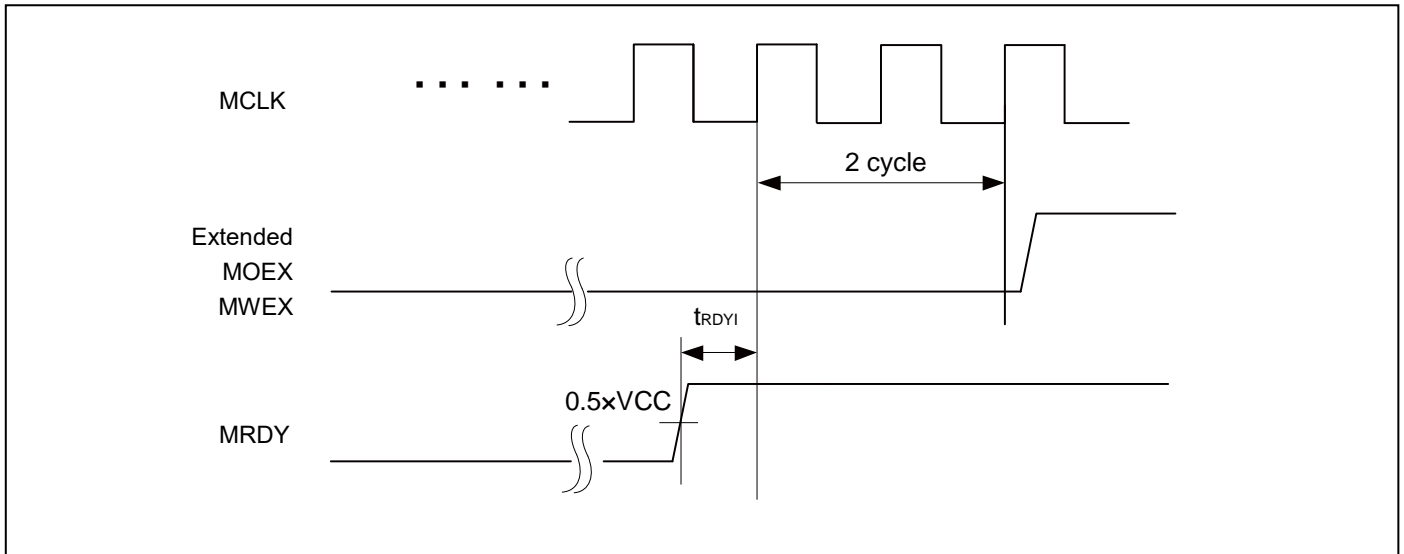 MCLK
2 cycle
Extended
MOEX
MWEX
tRDYI
0.5×VCC
MRDY